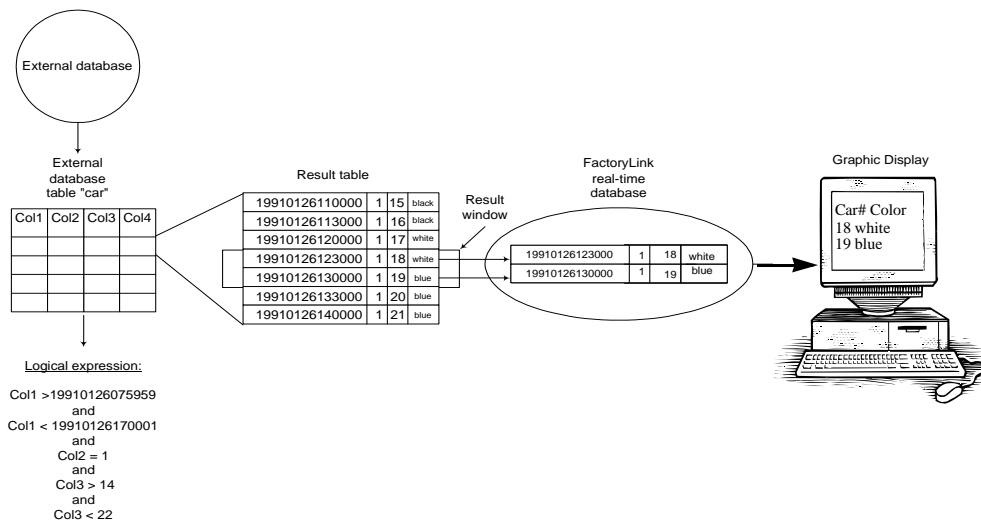 External database
External
database
table "car"
Col1 Col2 Col3 Col4
Logical expression:
Col1 >19910126075959
and
Col1 < 19910126170001
and
Col2 = 1
and
Col3 > 14
and
Col3 < 22
Result table
19910126110000 1 15 black
19910126113000 1 16 black
19910126120000 1 17 white
19910126123000 1 18 white
19910126130000 1 19 blue
19910126133000 1 20 blue
19910126140000 1 21 blue
Result
window
FactoryLink
real-time
database
19910126123000 1 18 white
19910126130000 1 19 blue
Graphic Display
Car# Color
18 white
19 blue